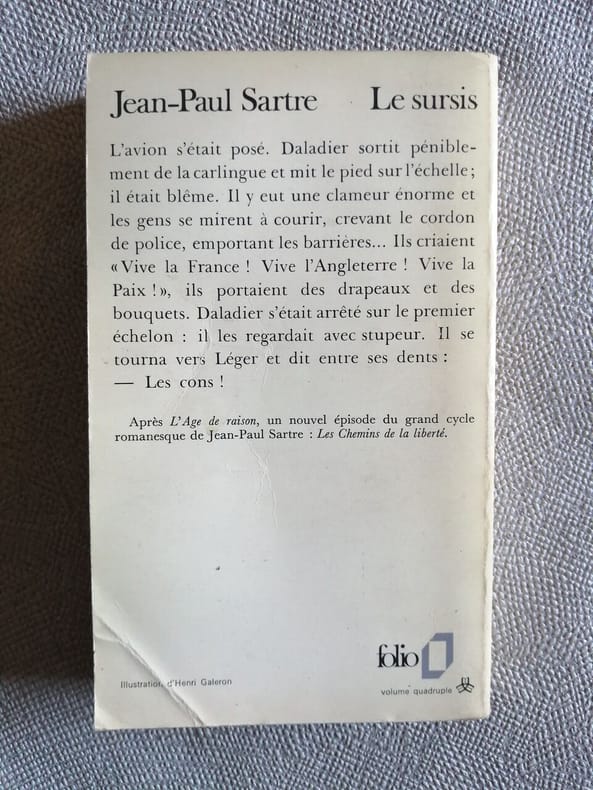 Jean-Paul Sartre Le sursis
L'avion s'était posé. Daladier sortit pénible-
ment de la carlingue et mit le pied sur l'échelle ;
il était blême. Il y eut une clameur énorme et
les gens se mirent à courir, crevant le cordon
de police, emportant les barrières... Ils criaient
« Vive la France ! Vive l'Angleterre ! Vive la
Paix ! », ils portaient des drapeaux et des
bouquets. Daladier s'était arrêté sur le premier
échelon : il les regardait avec stupeur. Il se
tourna vers Léger et dit entre ses dents :
— Les cons !
Après L'Age de raison, un nouvel épisode du grand cycle
romanesque de Jean-Paul Sartre : Les Chemins de la liberté.
folio
Illustration d'Henri Galeron
volume quadruple